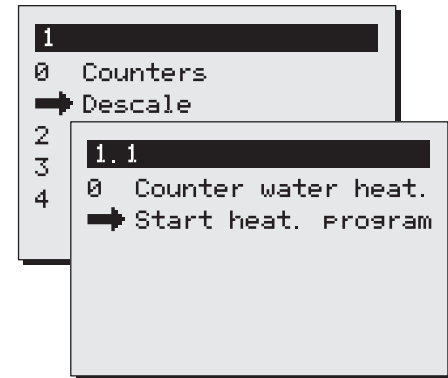 1
0 Counters
Descale
2
3
4
1.1
0 Counter water heat.
Start heat. program